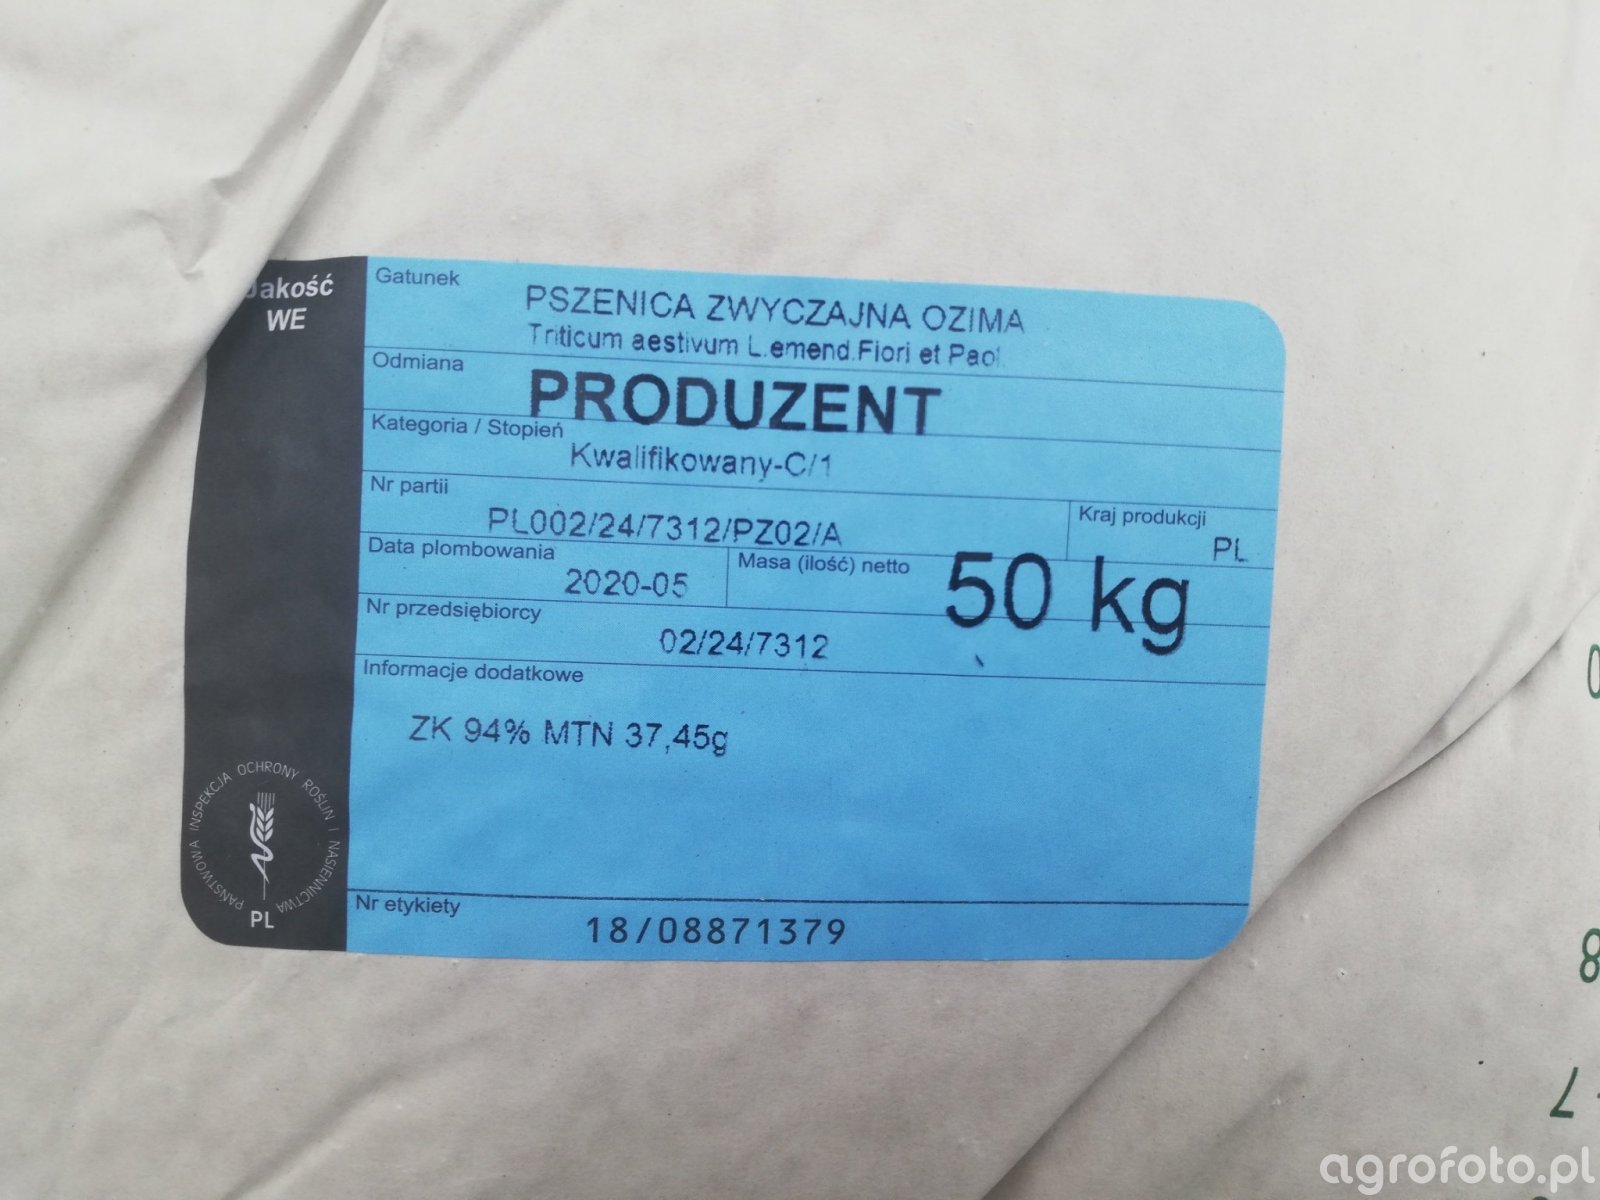 Jakość
WE
Gatunek
PSZENICA ZWYCZAJNA OZIMA
Triticum aestivum L.emend.Fiori et Paol.
Odmiana
PRODUZENT
Kategoria / Stopień
Kwalifikowany-C/1
Nr partii
PL002/24/7312/PZ02/A
Kraj produkcji
PL
Data plombowania
2020-05
Masa (ilość) netto
50 kg
Nr przedsiębiorcy
02/24/7312
Informacje dodatkowe
ZK 94% MTN 37,45g
PAŃSTWOWA INSPEKCJA OCHRONY ROŚLIN I NASIENNICTWA
PL
Nr etykiety
18/08871379
8
7
agrofoto.pl